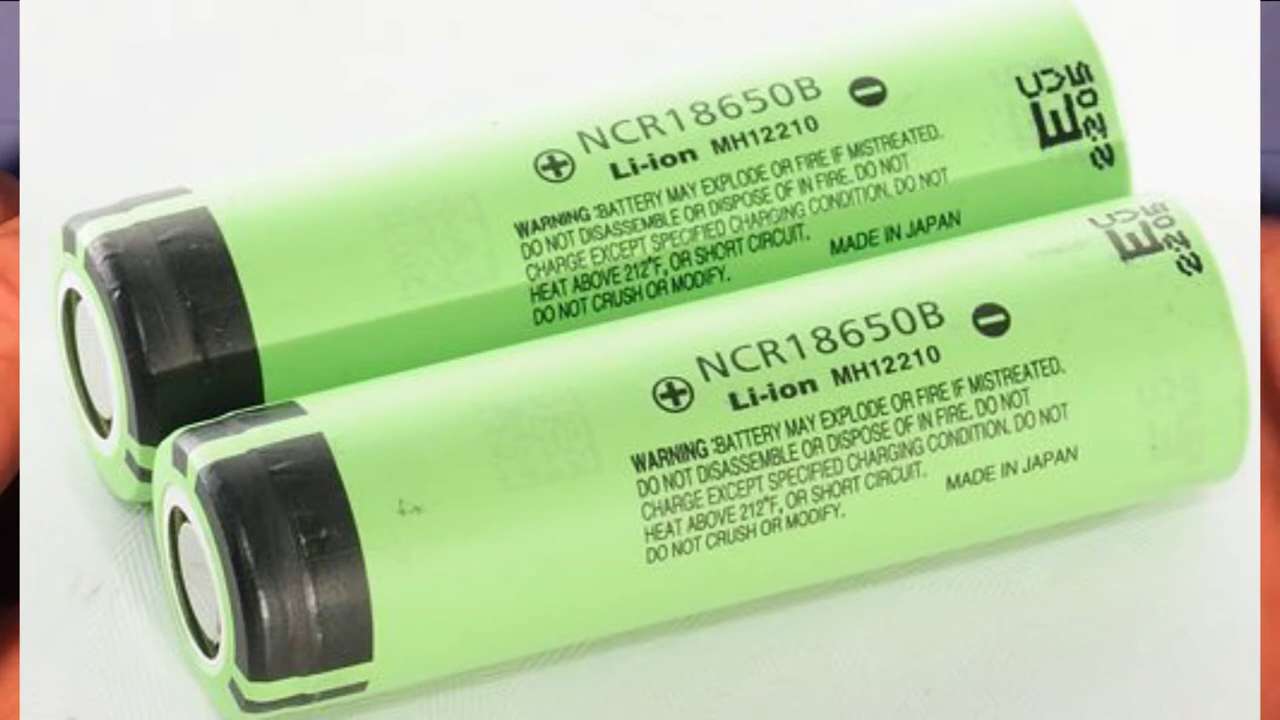 NCR18650B
Li-ion MH12210
WARNING :BATTERY MAY EXPLODE OR FIRE IF MISTREATED.
DO NOT DISASSEMBLE OR DISPOSE OF IN FIRE, DO NOT
CHARGE EXCEPT SPECIFIED CHARGING CONDITION, DO NOT
HEAT ABOVE 212°F, OR SHORT CIRCUIT.
DO NOT CRUSH OR MODIFY.
MADE IN JAPAN
2205
NCR18650B
Li-ion MH12210
WARNING :BATTERY MAY EXPLODE OR FIRE IF MISTREATED.
DO NOT DISASSEMBLE OR DISPOSE OF IN FIRE, DO NOT
CHARGE EXCEPT SPECIFIED CHARGING CONDITION, DO NOT
HEAT ABOVE 212°F, OR SHORT CIRCUIT.
DO NOT CRUSH OR MODIFY.
MADE IN JAPAN
2205